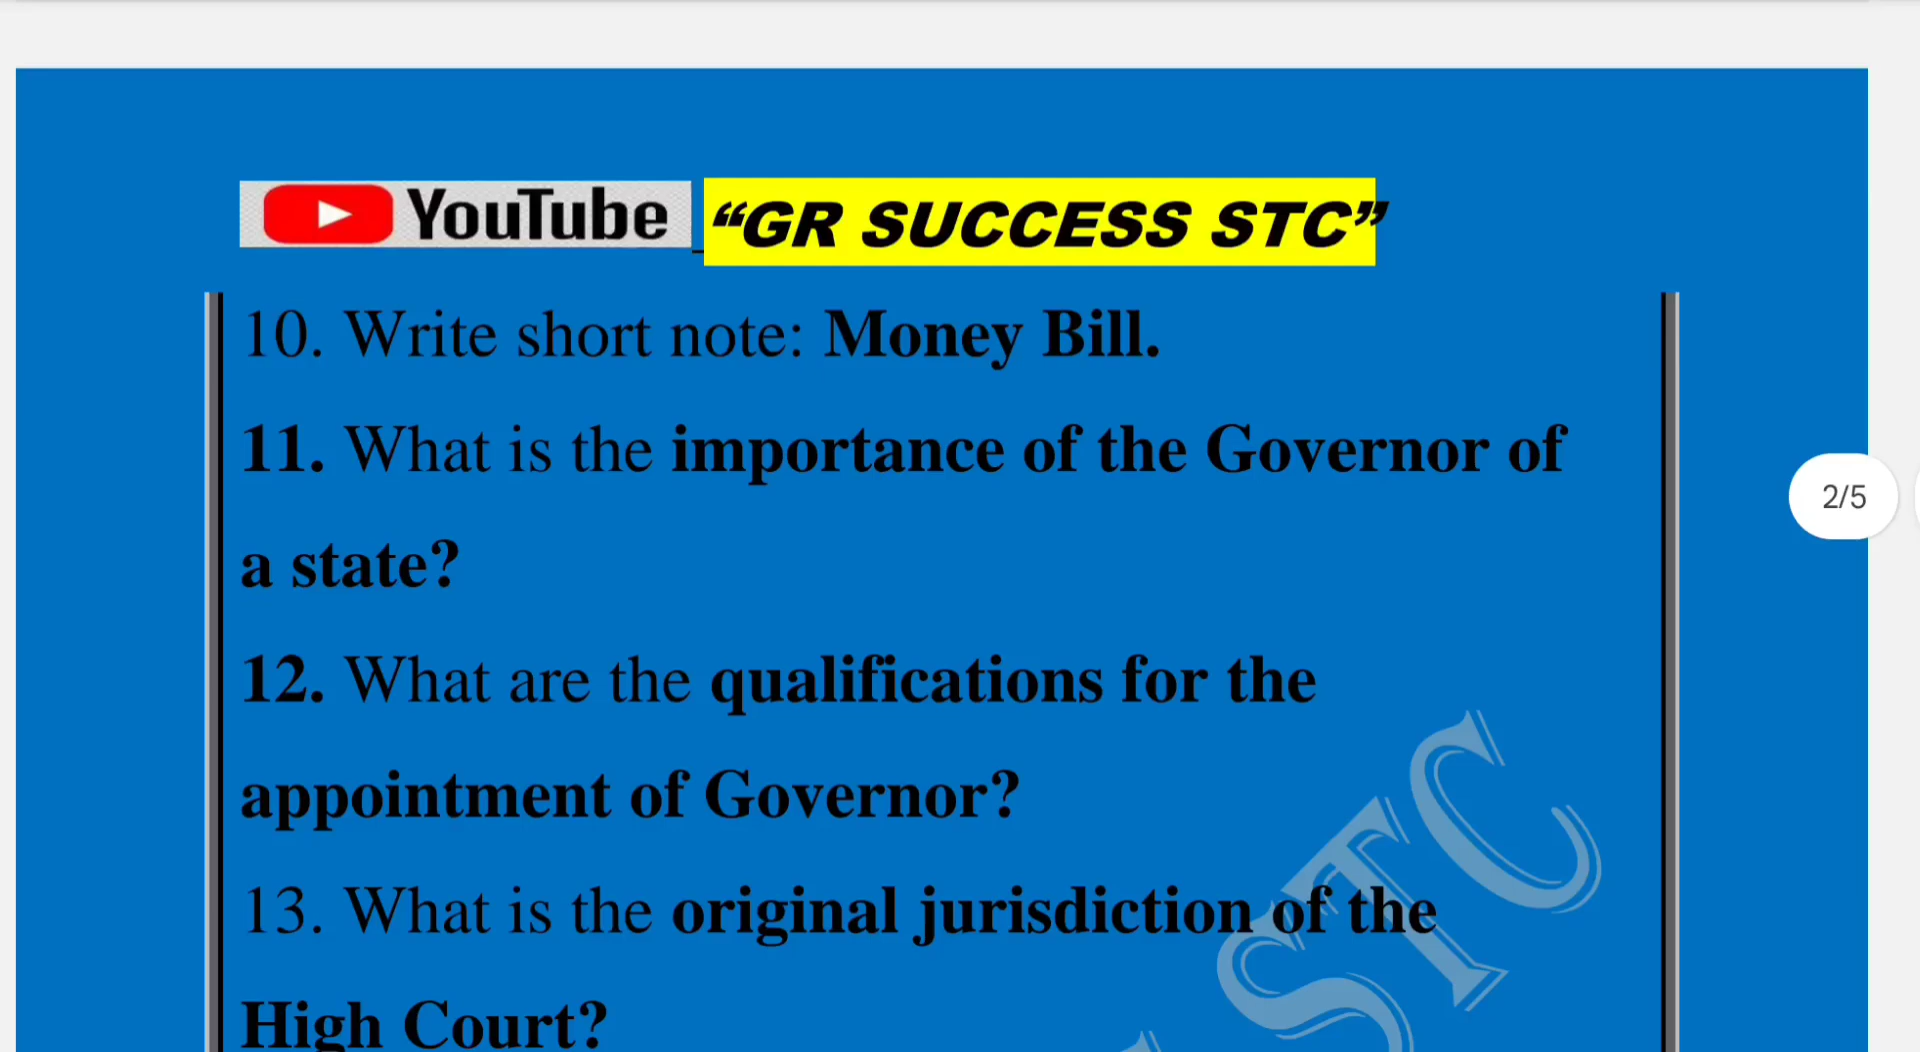 YouTube "GR SUCCESS STC"
10. Write short note: Money Bill.
11. What is the importance of the Governor of
a state?
12. What are the qualifications for the
appointment of Governor?
13. What is the original jurisdiction of the
High Court?
2/5
STC